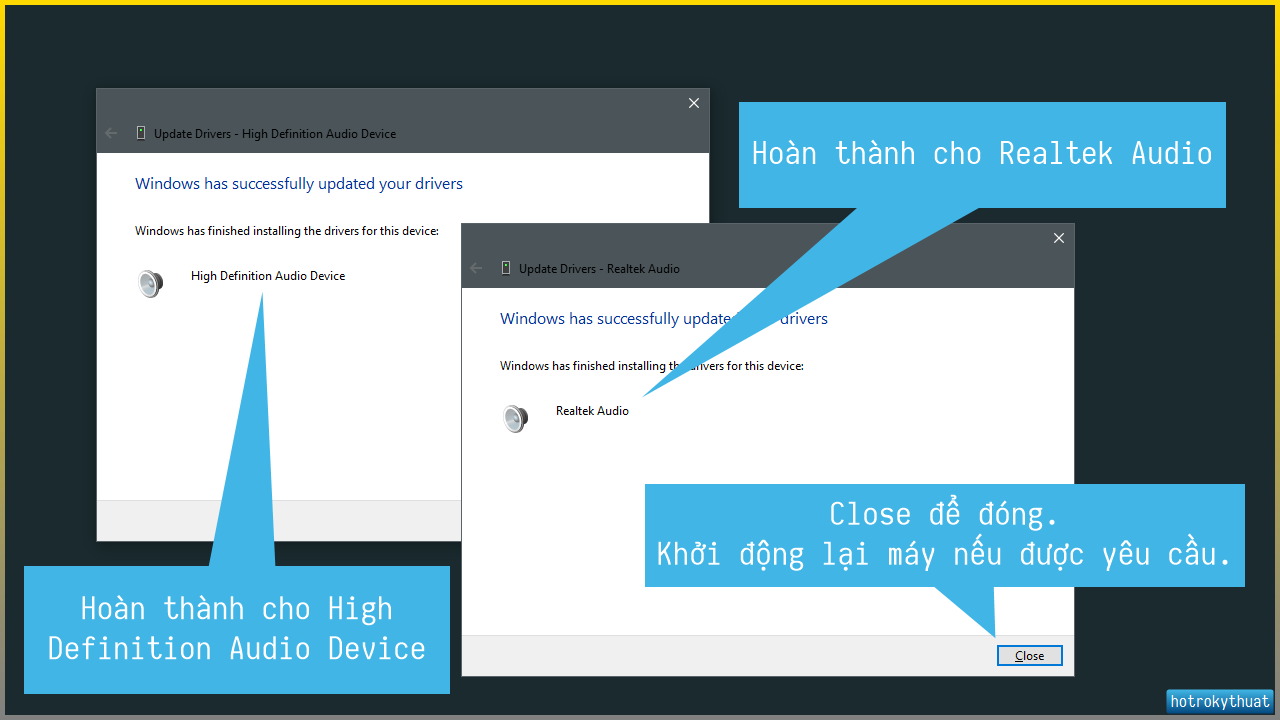 Update Drivers - High Definition Audio Device
Windows has successfully updated your drivers
Windows has finished installing the drivers for this device:
High Definition Audio Device
Hoàn thành cho High
Definition Audio Device
Hoàn thành cho Realtek Audio
Update Drivers - Realtek Audio
Windows has successfully update drivers
Windows has finished installing th rivers for this device:
Realtek Audio
Close để đóng.
Khởi động lại máy nếu được yêu cầu.
Close
hotrokythuat